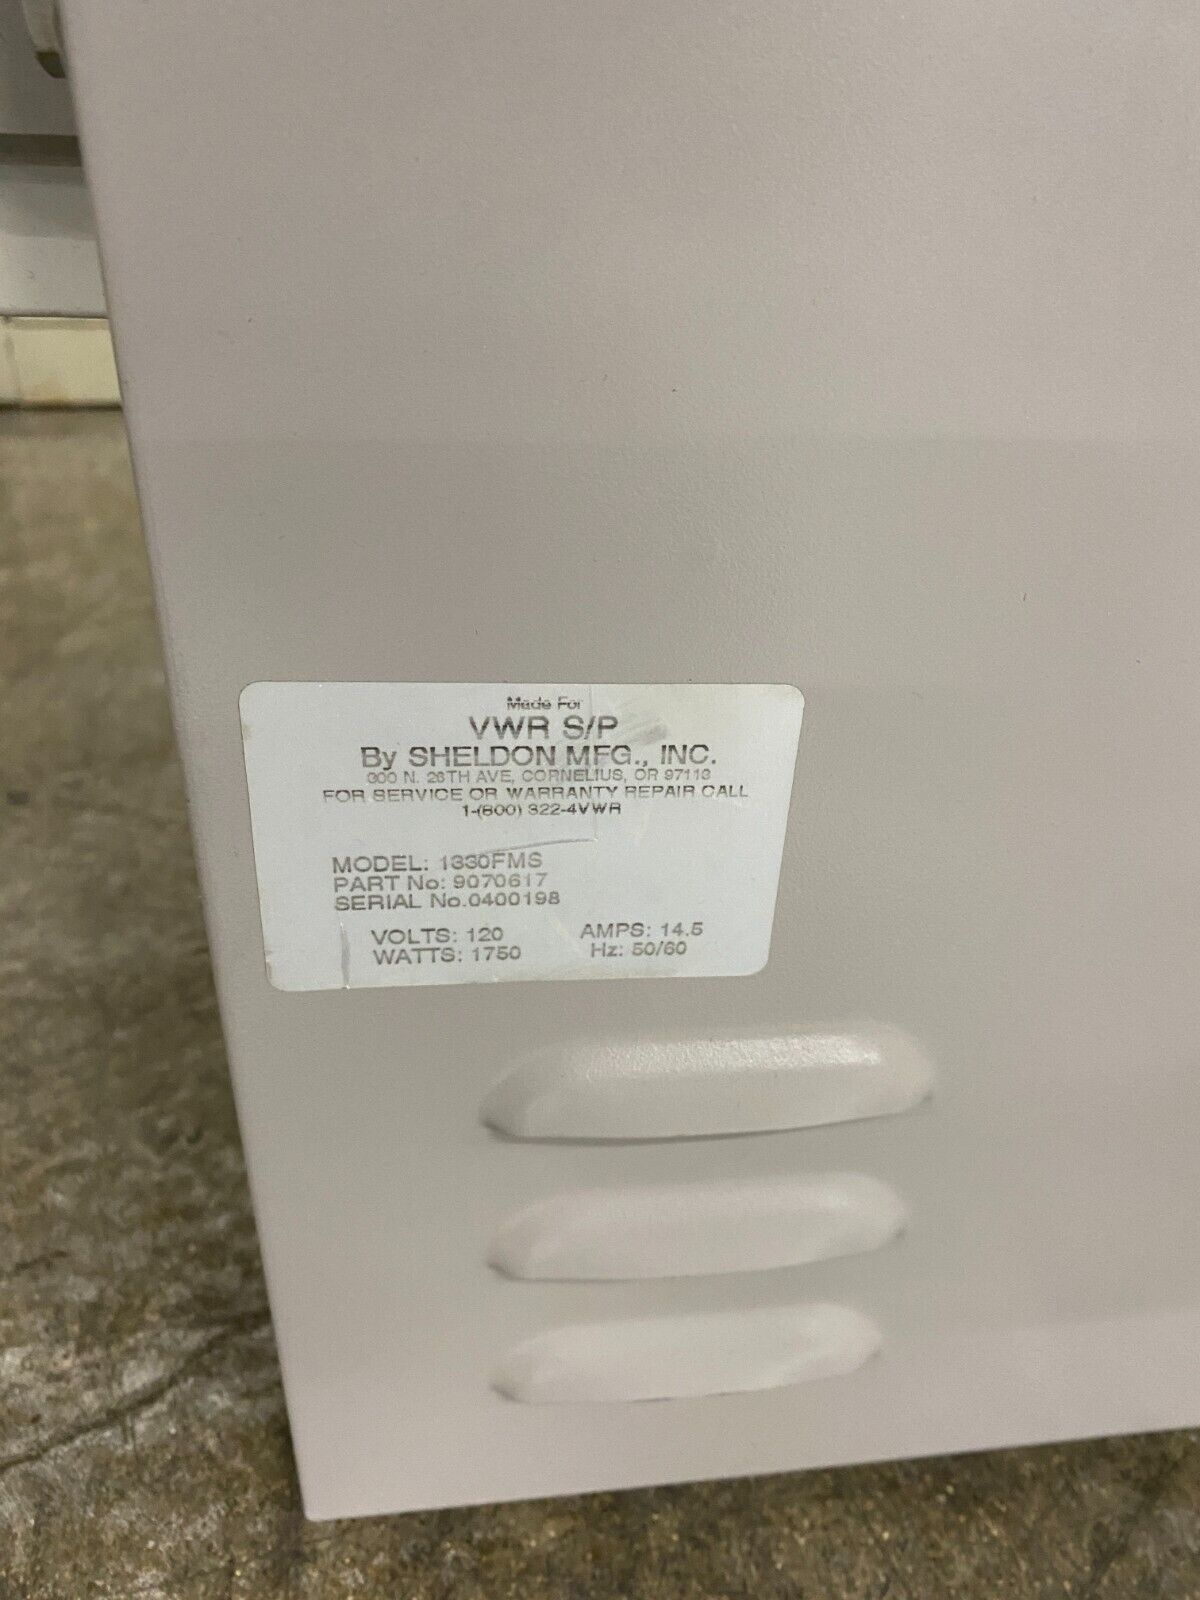 Made For
VWR S/P
By SHELDON MFG., INC.
300 N. 26TH AVE, CORNELIUS, OR 97113
FOR SERVICE OR WARRANTY REPAIR CALL
1-(800) 322-4VWR
MODEL: 1330FMS
PART No: 9070617
SERIAL No.0400198
VOLTS: 120 AMPS: 14.5
WATTS: 1750 Hz: 50/60